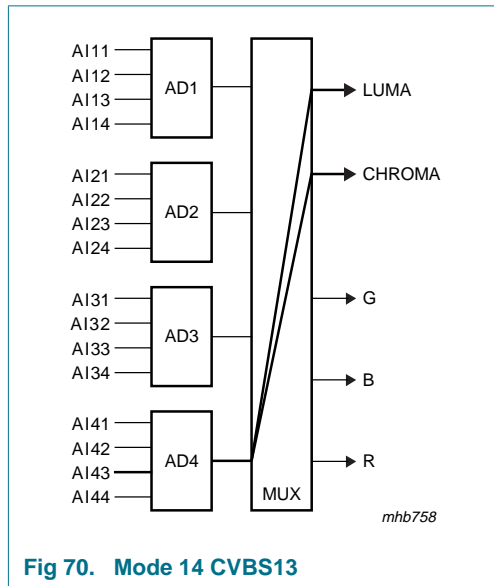 AI11
AI12
AI13
AI14
AD1
AI21
AI22
AI23
AI24
AD2
AI31
AI32
AI33
AI34
AD3
AI41
AI42
AI43
AI44
AD4
MUX
LUMA
CHROMA
G
B
R
mhb758
Fig 70. Mode 14 CVBS13